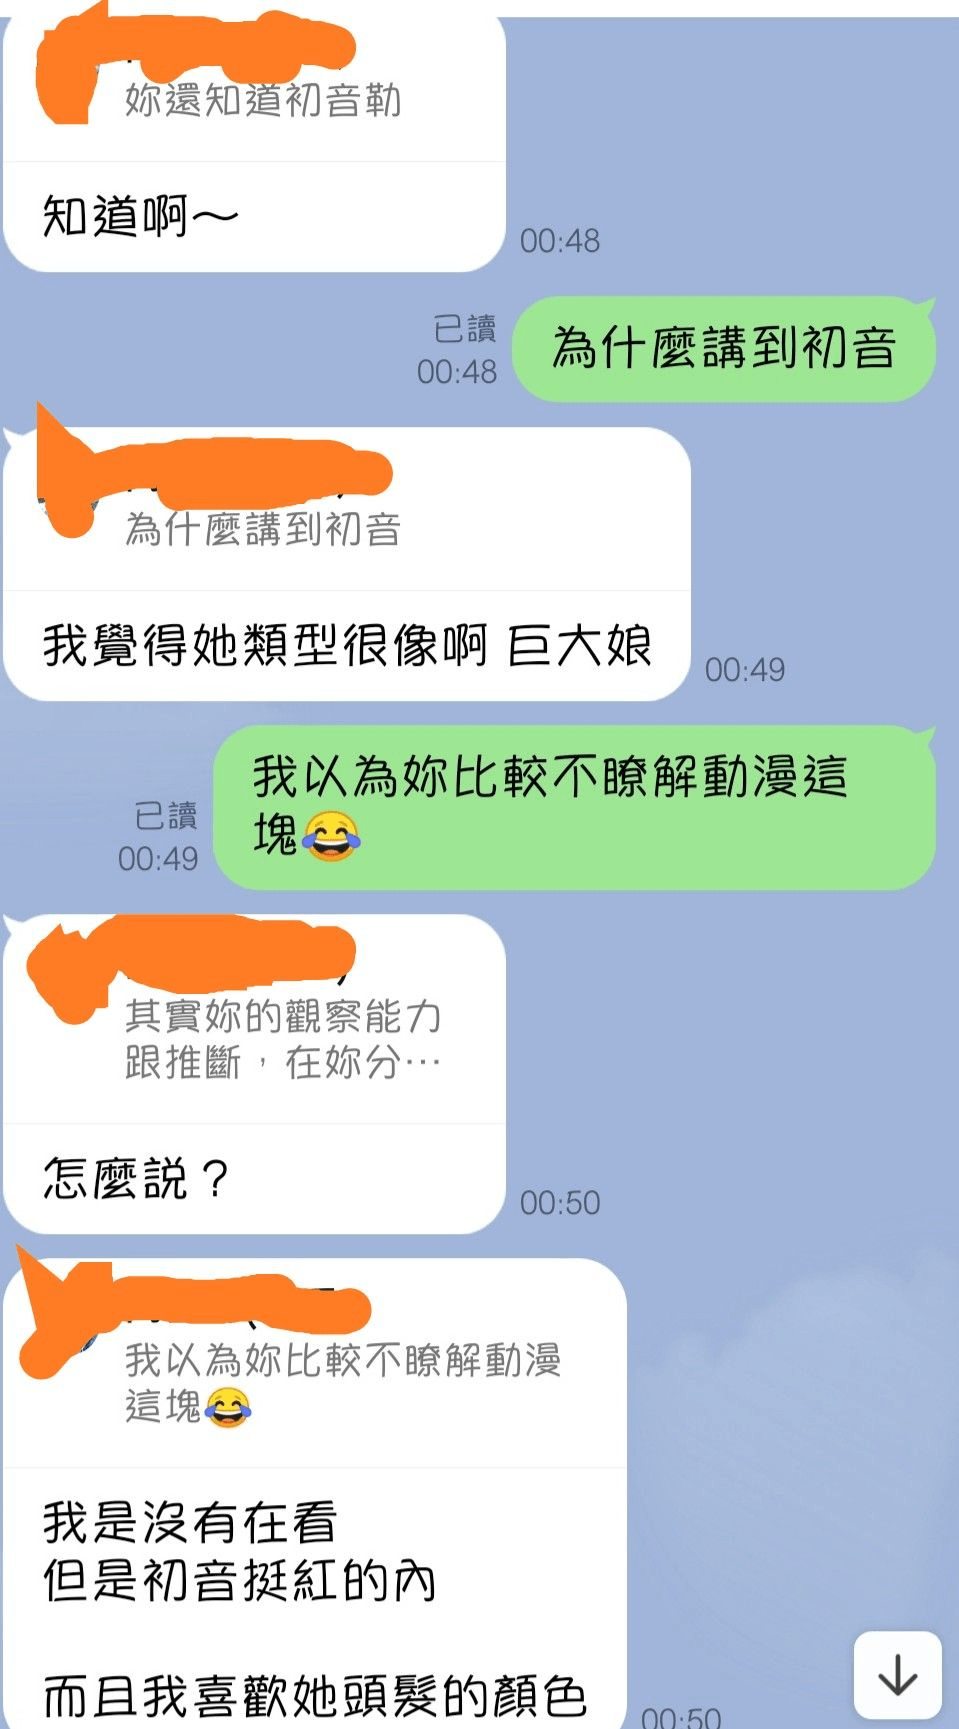 妳還知道初音勒
知道啊～
00:48
為什麼講到初音
已讀
00:48
為什麼講到初音
我覺得她類型很像啊 巨大娘
00:49
我以為妳比較不瞭解動漫這
塊😂
已讀
00:49
其實妳的觀察能力
跟推斷，在妳分…
怎麼說？
00:50
我以為妳比較不瞭解動漫
這塊😂
我是沒有在看
但是初音挺紅的內
而且我喜歡她頭髮的顏色
00:50